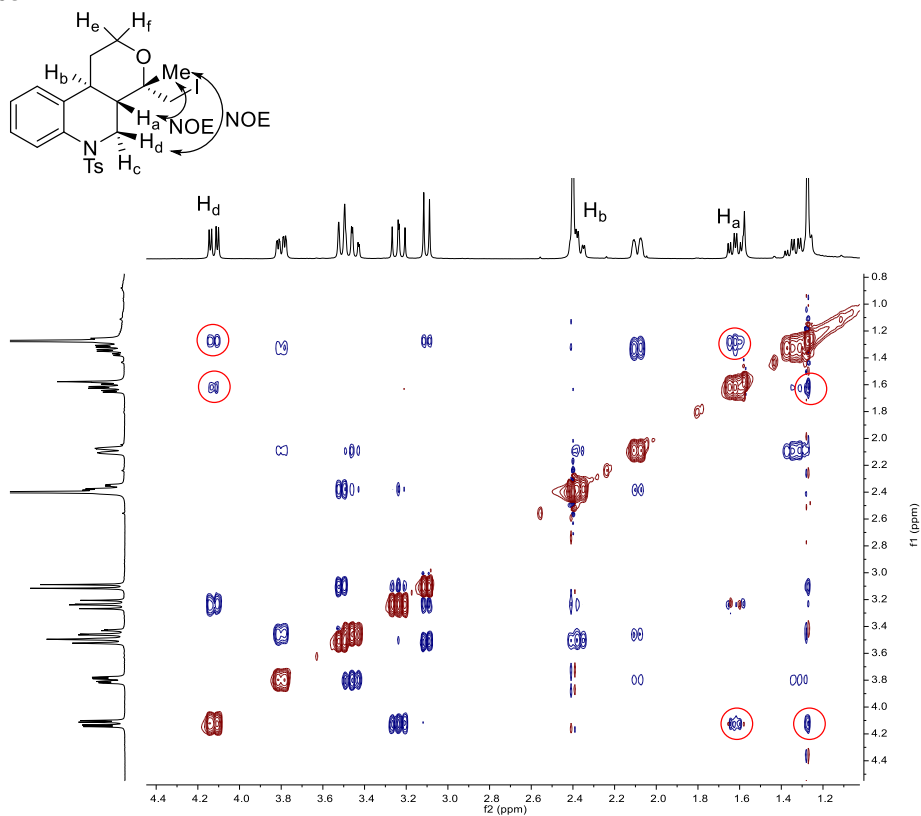 He Hf
O
Hb
Me
I
Ha
NOE
NOE
Hd
N
Ts
Hc
Hd
Hb
Ha
0.8
1.0
1.2
1.4
1.6
1.8
2.0
2.2
2.4
2.6
2.8
3.0
3.2
3.4
3.6
3.8
4.0
4.2
4.4
f1 (ppm)
4.4 4.2 4.0 3.8 3.6 3.4 3.2 3.0 2.8 2.6 2.4 2.2 2.0 1.8 1.6 1.4 1.2
f2 (ppm)